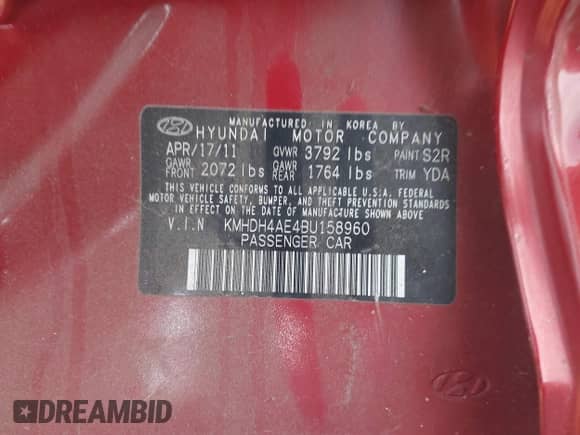 MANUFACTURED IN KOREA BY
HYUNDAI MOTOR COMPANY
APR/17/11 GVWR 3792 lbs PAINT S2R
GAWR FRONT 2072 lbs GAWR REAR 1764 lbs TRIM YDA
THIS VEHICLE CONFORMS TO ALL APPLICABLE U.S.A. FEDERAL
MOTOR VEHICLE SAFETY, BUMPER, AND THEFT PREVENTION STANDARDS
IN EFFECT ON THE DATE OF MANUFACTURE SHOWN ABOVE.
V.I.N KMHDH4AE4BU158960
PASSENGER CAR
DREAMBID